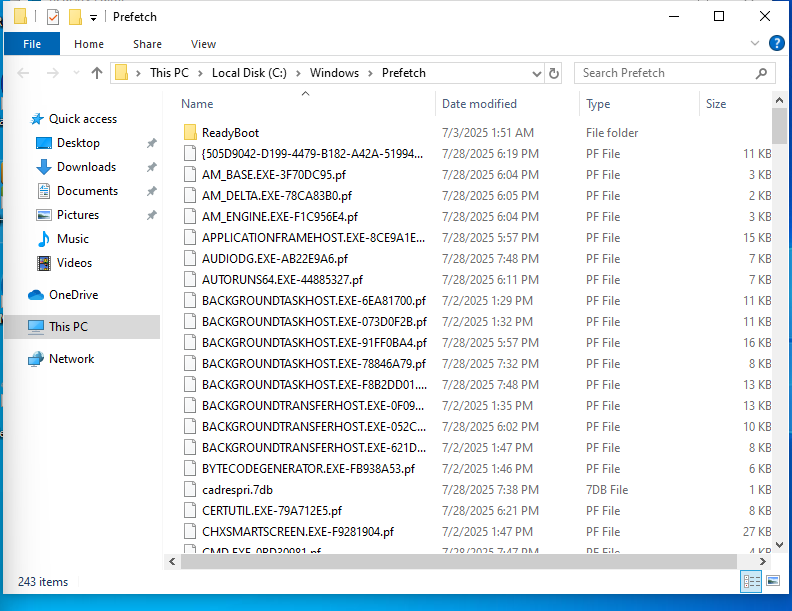 Prefetch
File Home Share View
This PC Local Disk (C:) Windows Prefetch Search Prefetch
Name Date modified Type Size
Quick access
Desktop
Downloads
Documents
Pictures
Music
Videos
OneDrive
This PC
Network
ReadyBoot 7/3/2025 1:51 AM File folder
{505D9042-D199-4479-B182-A42A-51994... 7/28/2025 6:19 PM PF File 11 KB
AM_BASE.EXE-3F70DC95.pf 7/28/2025 6:04 PM PF File 3 KB
AM_DELTA.EXE-78CA83B0.pf 7/28/2025 6:05 PM PF File 2 KB
AM_ENGINE.EXE-F1C956E4.pf 7/28/2025 6:04 PM PF File 3 KB
APPLICATIONFRAMEHOST.EXE-8CE9A1E... 7/28/2025 5:57 PM PF File 15 KB
AUDIODG.EXE-AB22E9A6.pf 7/28/2025 7:48 PM PF File 7 KB
AUTORUNS64.EXE-44885327.pf 7/28/2025 6:11 PM PF File 7 KB
BACKGROUNDTASKHOST.EXE-6EA81700.pf 7/2/2025 1:29 PM PF File 11 KB
BACKGROUNDTASKHOST.EXE-073D0F2B.pf 7/2/2025 1:32 PM PF File 11 KB
BACKGROUNDTASKHOST.EXE-91FF0BA4.pf 7/28/2025 5:57 PM PF File 16 KB
BACKGROUNDTASKHOST.EXE-78846A79.pf 7/28/2025 7:32 PM PF File 8 KB
BACKGROUNDTASKHOST.EXE-F8B2DD01.... 7/28/2025 7:48 PM PF File 13 KB
BACKGROUNDTRANSFERHOST.EXE-0F09... 7/2/2025 1:35 PM PF File 13 KB
BACKGROUNDTRANSFERHOST.EXE-052C... 7/28/2025 6:02 PM PF File 10 KB
BACKGROUNDTRANSFERHOST.EXE-621D... 7/2/2025 1:47 PM PF File 8 KB
BYTECODEGENERATOR.EXE-FB938A53.pf 7/2/2025 1:46 PM PF File 6 KB
cadrespri.7db 7/28/2025 7:38 PM 7DB File 1 KB
CERTUTIL.EXE-79A712E5.pf 7/28/2025 6:21 PM PF File 8 KB
CHXSMARTSCREEN.EXE-F9281904.pf 7/2/2025 1:47 PM PF File 27 KB
CMD.EXE-0BD30981.pf 7/28/2025 7:47 PM PF File 4 KB
243 items